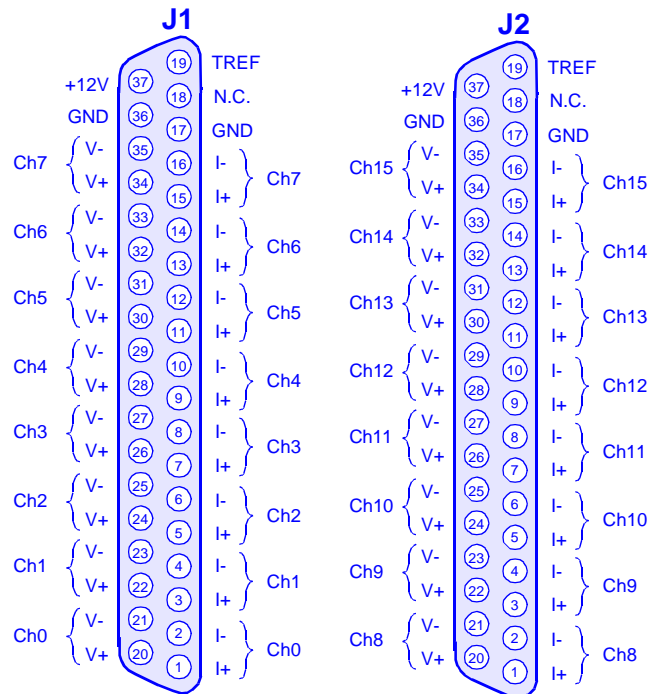 J1
19 TREF
+12V 37
18 N.C.
GND 36
17 GND
Ch7 V- 35
V+ 34
16 I- Ch7
15 I+
Ch6 V- 33
V+ 32
14 I- Ch6
13 I+
Ch5 V- 31
V+ 30
12 I- Ch5
11 I+
Ch4 V- 29
V+ 28
10 I- Ch4
9 I+
Ch3 V- 27
V+ 26
8 I- Ch3
7 I+
Ch2 V- 25
V+ 24
6 I- Ch2
5 I+
Ch1 V- 23
V+ 22
4 I- Ch1
3 I+
Ch0 V- 21
V+ 20
2 I- Ch0
1 I+
J2
19 TREF
+12V 37
18 N.C.
GND 36
17 GND
Ch15 V- 35
V+ 34
16 I- Ch15
15 I+
Ch14 V- 33
V+ 32
14 I- Ch14
13 I+
Ch13 V- 31
V+ 30
12 I- Ch13
11 I+
Ch12 V- 29
V+ 28
10 I- Ch12
9 I+
Ch11 V- 27
V+ 26
8 I- Ch11
7 I+
Ch10 V- 25
V+ 24
6 I- Ch10
5 I+
Ch9 V- 23
V+ 22
4 I- Ch9
3 I+
Ch8 V- 21
V+ 20
2 I- Ch8
1 I+